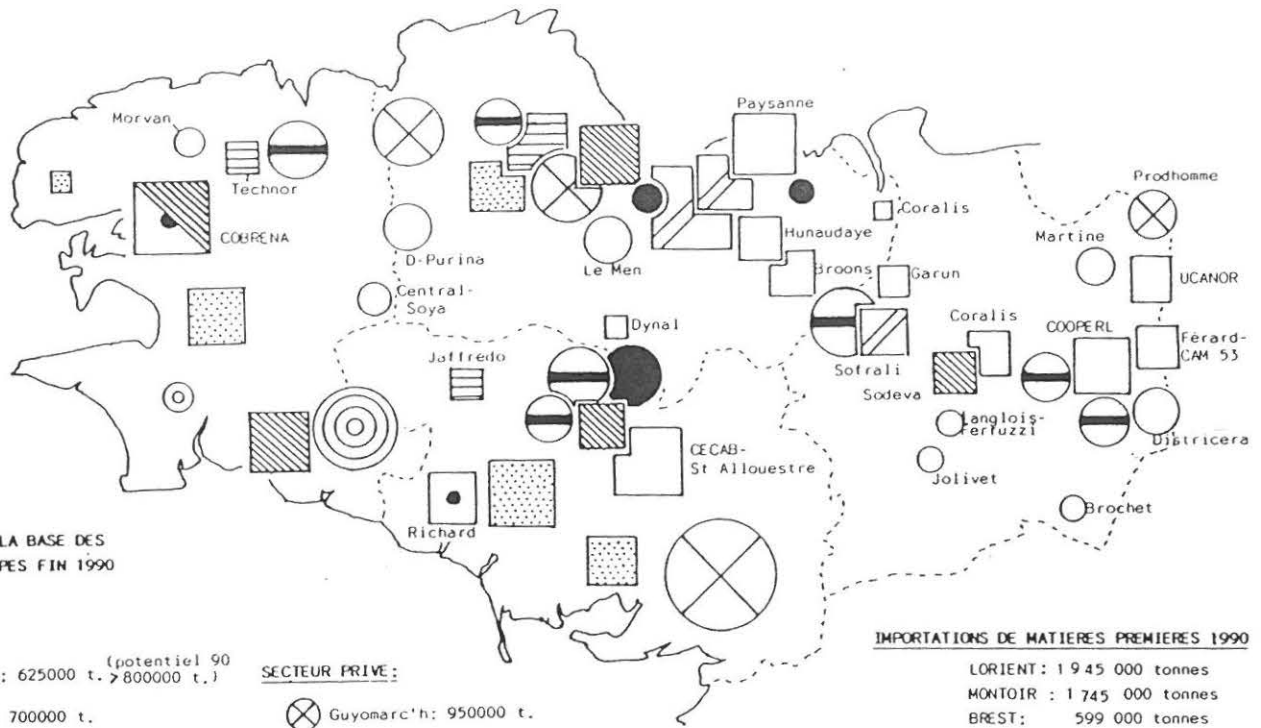 Paysanne
Morvan
Prodhomme
Technor
Coralis
Martine
COBRENA
Hunaudaye
D-Purina
Le Men
Broons
Garun
UCANOR
Central-
Soya
Dynal
Coralis
COOPERL
Férard-
CAM 53
Jaffredo
Sofrali
Sodeva
Langlois-
Ferruzzi
Districera
CECAB-
St Allouestre
Jolivet
Richard
Brochet
LA BASE DES
PES FIN 1990
IMPORTATIONS DE MATIERES PREMIERES 1990
: 625000 t. (potentiel 90
> 800000 t.)
SECTEUR PRIVE:
LORIENT: 1 945 000 tonnes
700000 t.
Guyomarc'h: 950000 t.
MONTOIR : 1 745 000 tonnes
BREST: 599 000 tonnes